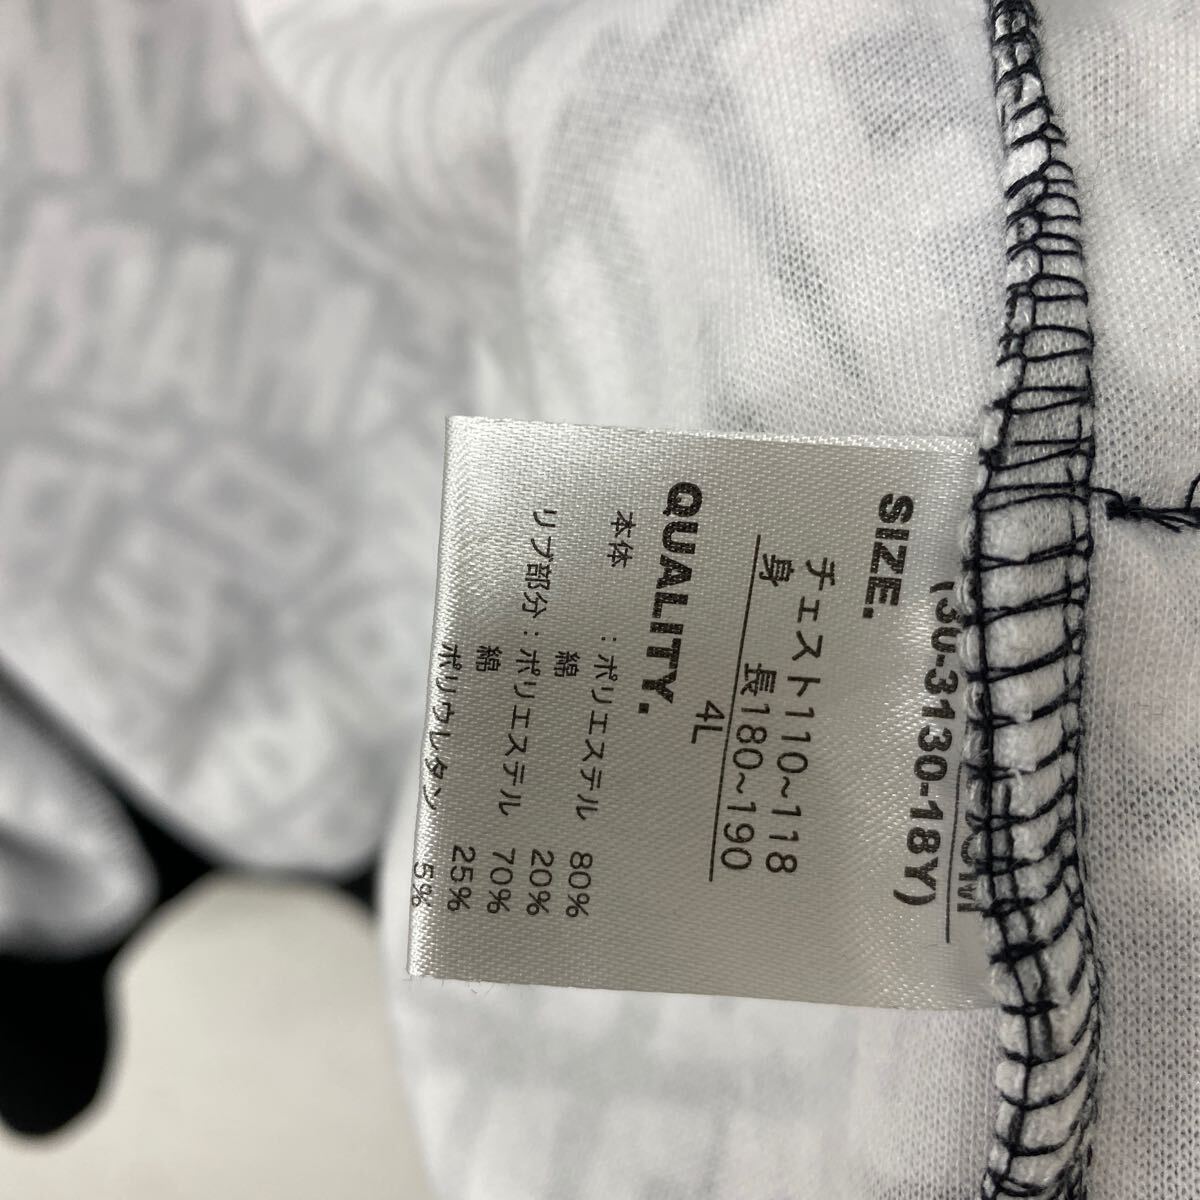 (30-3130-18Y)
SIZE.
チェスト110~118
身　長180~190
4L
QUALITY.
本体　　：ポリエステル 80%
綿 20%
リブ部分：ポリエステル 70%
綿 25%
ポリウレタン 5%